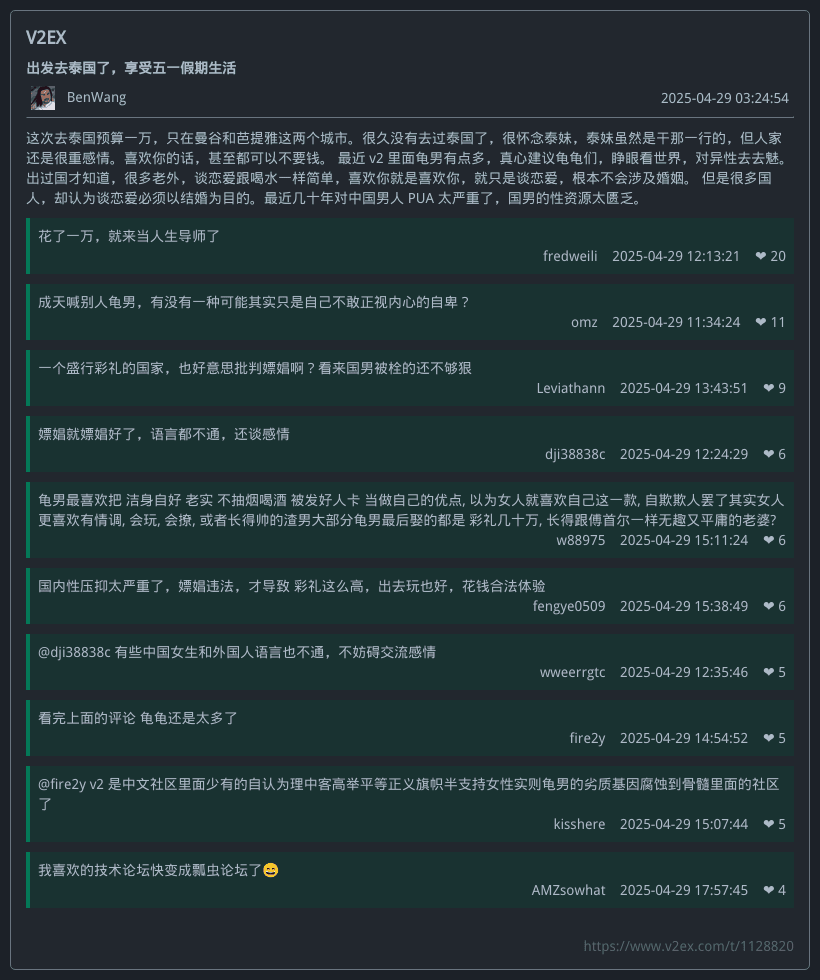 V2EX
出发去泰国了，享受五一假期生活
BenWang 2025-04-29 03:24:54
这次去泰国预算一万，只在曼谷和芭提雅这两个城市。很久没有去过泰国了，很怀念泰妹，泰妹虽然是干那一行的，但人家
还是很重感情。喜欢你的话，甚至都可以不要钱。 最近 v2 里面龟男有点多，真心建议龟龟们，睁眼看世界，对异性去去魅。
出过国才知道，很多老外，谈恋爱跟喝水一样简单，喜欢你就是喜欢你，就只是谈恋爱，根本不会涉及婚姻。 但是很多国
人，却认为谈恋爱必须以结婚为目的。最近几十年对中国男人 PUA 太严重了，国男的性资源太匮乏。
花了一万，就来当人生导师了
fredweili 2025-04-29 12:13:21 ❤ 20
成天喊别人龟男，有没有一种可能其实只是自己不敢正视内心的自卑？
omz 2025-04-29 11:34:24 ❤ 11
一个盛行彩礼的国家，也好意思批判嫖娼啊？看来国男被栓的还不够狠
Leviathann 2025-04-29 13:43:51 ❤ 9
嫖娼就嫖娼好了，语言都不通，还谈感情
dji38838c 2025-04-29 12:24:29 ❤ 6
龟男最喜欢把 洁身自好 老实 不抽烟喝酒 被发好人卡 当做自己的优点, 以为女人就喜欢自己这一款, 自欺欺人罢了其实女人
更喜欢有情调, 会玩, 会撩, 或者长得帅的渣男大部分龟男最后娶的都是 彩礼几十万, 长得跟傅首尔一样无趣又平庸的老婆?
w88975 2025-04-29 15:11:24 ❤ 6
国内性压抑太严重了，嫖娼违法，才导致 彩礼这么高，出去玩也好，花钱合法体验
fengye0509 2025-04-29 15:38:49 ❤ 6
@dji38838c 有些中国女生和外国人语言也不通，不妨碍交流感情
wweerrgtc 2025-04-29 12:35:46 ❤ 5
看完上面的评论 龟龟还是太多了
fire2y 2025-04-29 14:54:52 ❤ 5
@fire2y v2 是中文社区里面少有的自认为理中客高举平等正义旗帜半支持女性实则龟男的劣质基因腐蚀到骨髓里面的社区
了
kisshere 2025-04-29 15:07:44 ❤ 5
我喜欢的技术论坛快变成瓢虫论坛了😄
AMZsowhat 2025-04-29 17:57:45 ❤ 4
https://www.v2ex.com/t/1128820